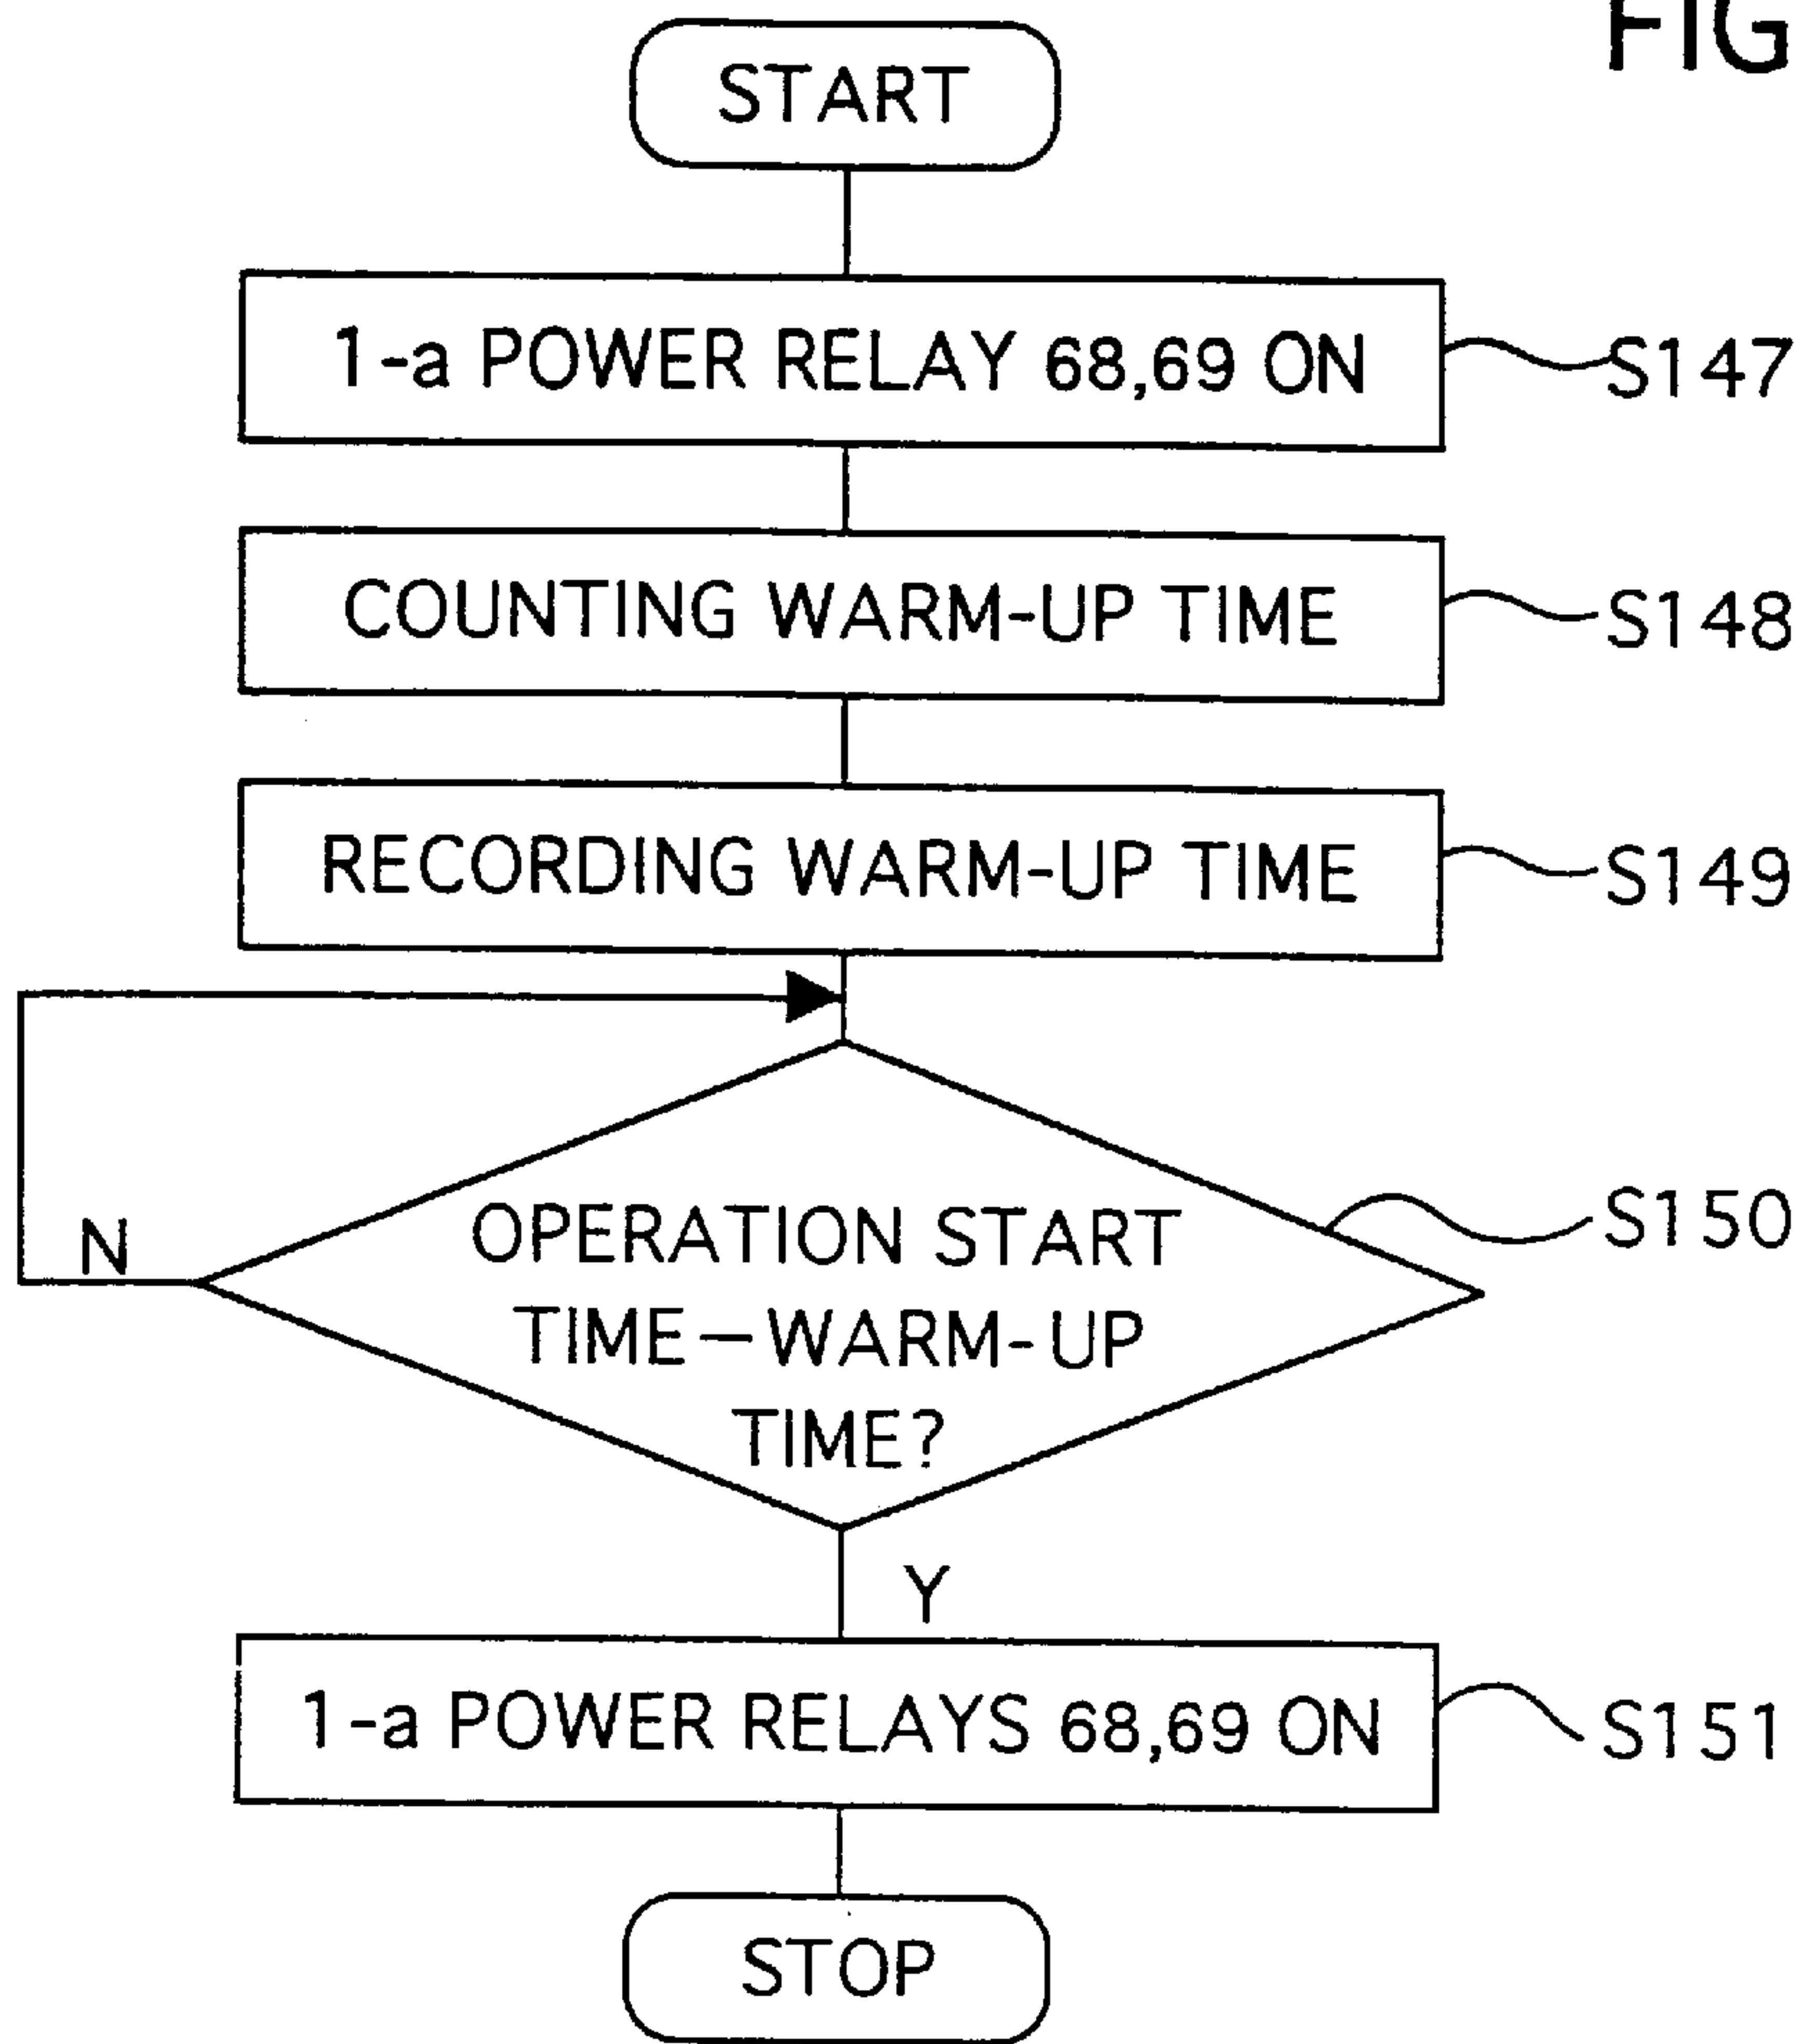 FIG
START
1-a POWER RELAY 68,69 ON
S147
COUNTING WARM-UP TIME
S148
RECORDING WARM-UP TIME
S149
N
OPERATION START
TIME—WARM-UP
TIME?
S150
Y
1-a POWER RELAYS 68,69 ON
S151
STOP